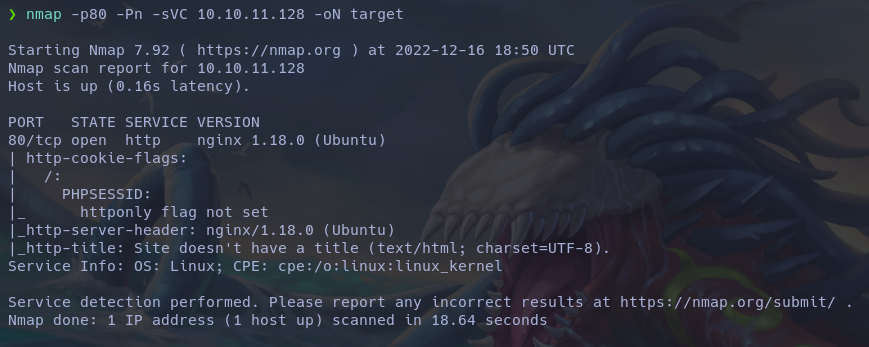 ❯ nmap -p80 -Pn -sVC 10.10.11.128 -oN target
Starting Nmap 7.92 ( https://nmap.org ) at 2022-12-16 18:50 UTC
Nmap scan report for 10.10.11.128
Host is up (0.16s latency).
PORT   STATE SERVICE VERSION
80/tcp open  http    nginx 1.18.0 (Ubuntu)
| http-cookie-flags:
|   /:
|     PHPSESSID:
|_      httponly flag not set
|_http-server-header: nginx/1.18.0 (Ubuntu)
|_http-title: Site doesn't have a title (text/html; charset=UTF-8).
Service Info: OS: Linux; CPE: cpe:/o:linux:linux_kernel
Service detection performed. Please report any incorrect results at https://nmap.org/submit/ .
Nmap done: 1 IP address (1 host up) scanned in 18.64 seconds